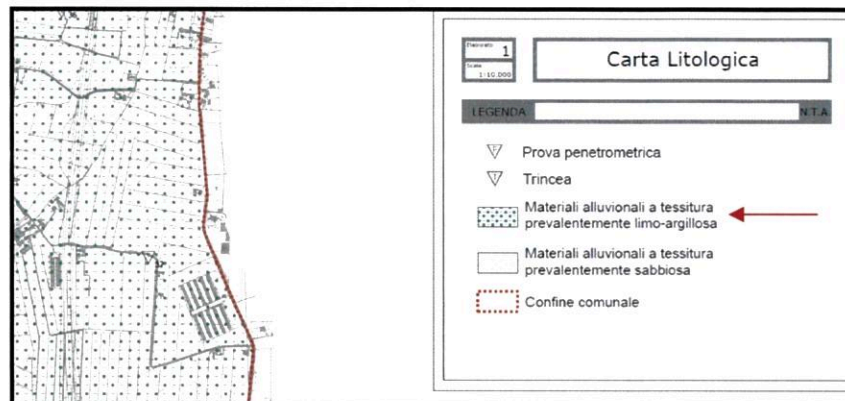 Elaborato 1
Scala
1:10.000
Carta Litologica
LEGENDA
N.T.A.
Prova penetrometrica
Trincea
Materiali alluvionali a tessitura
prevalentemente limo-argillosa
Materiali alluvionali a tessitura
prevalentemente sabbiosa
Confine comunale